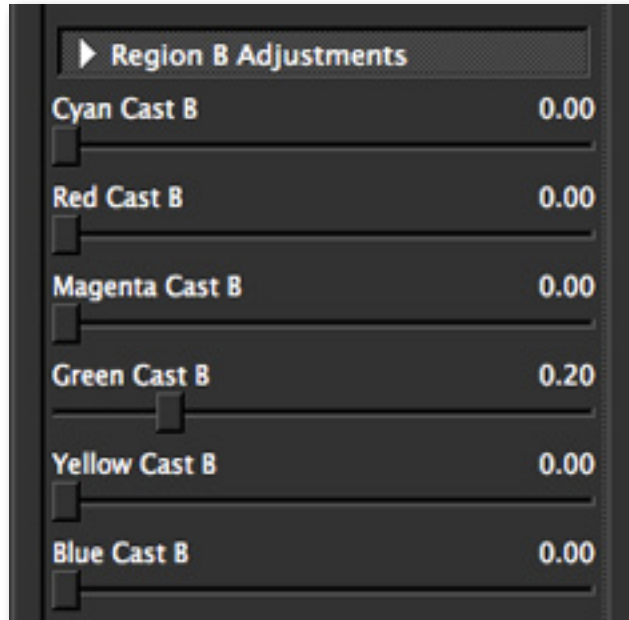 Region B Adjustments
Cyan Cast B 0.00
Red Cast B 0.00
Magenta Cast B 0.00
Green Cast B 0.20
Yellow Cast B 0.00
Blue Cast B 0.00